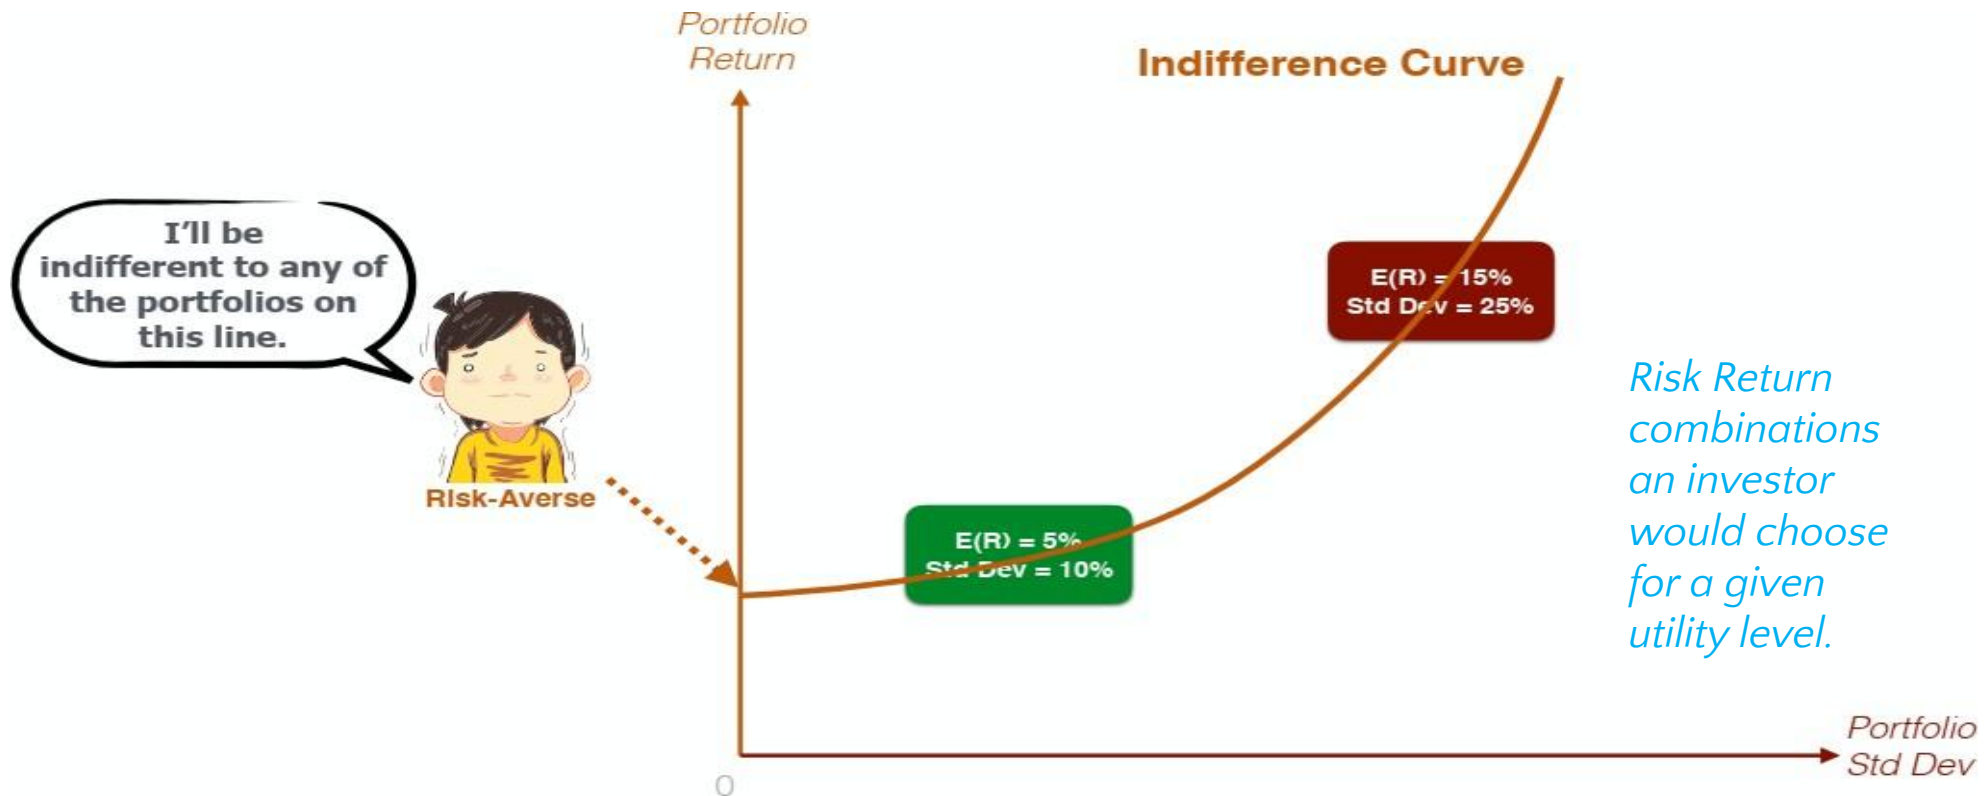 Portfolio
Return
Indifference Curve
I'll be
indifferent to any of
the portfolios on
this line.
RIsk-Averse
E(R) = 15%
Std Dev = 25%
E(R) = 5%
Std Dev = 10%
Risk Return
combinations
an investor
would choose
for a given
utility level.
Portfolio
Std Dev
0